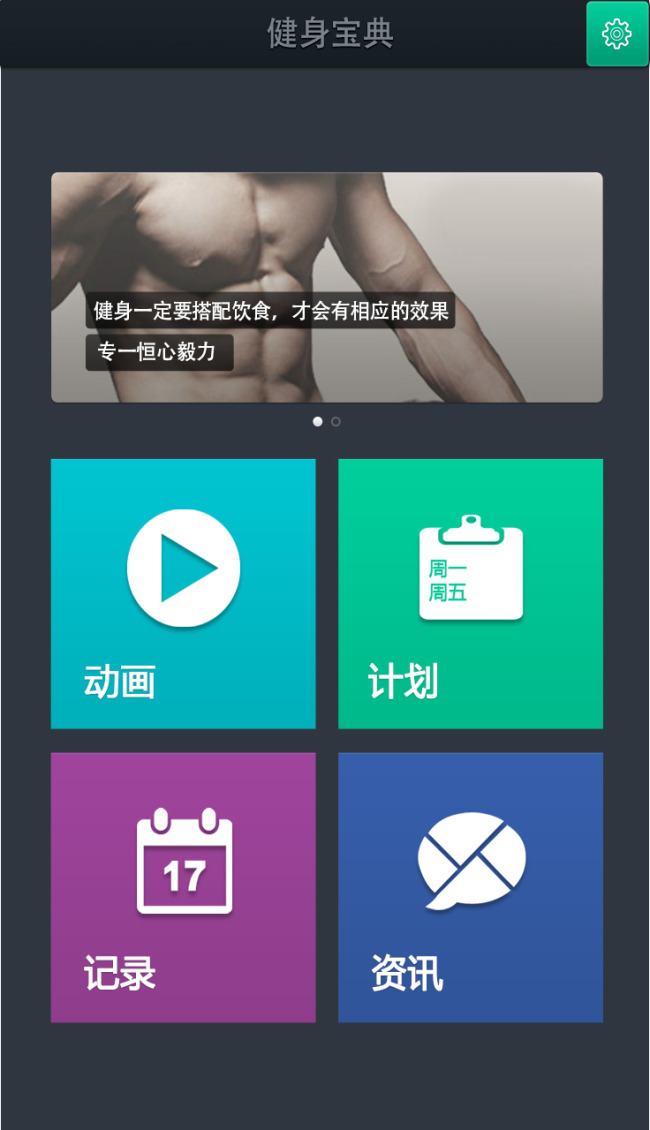 健身宝典
健身一定要搭配饮食，才会有相应的效果
专一恒心毅力
周一
周五
动画
计划
17
记录
资讯